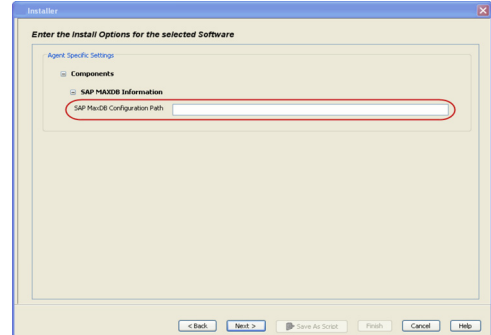 Installer
Enter the Install Options for the selected Software
Agent Specific Settings
Components
SAP MAXDB Information
SAP MaxDB Configuration Path
< Back Next > Save As Script Finish Cancel Help